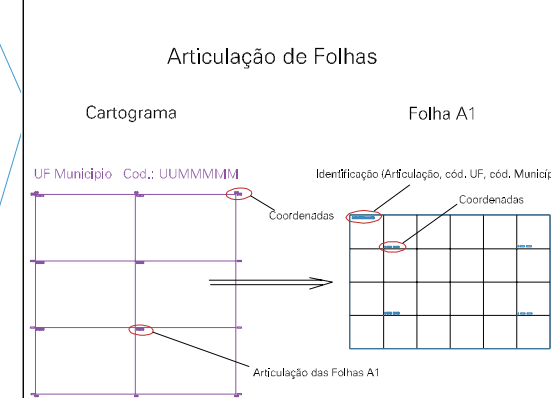 Articulação de Folhas
Cartograma
Folha A1
UF Municipio Cod.: UUMMMMM
Identificação (Articulação, cód. UF, cód. Municíp
Coordenadas
Coordenadas
Articulação das Folhas A1